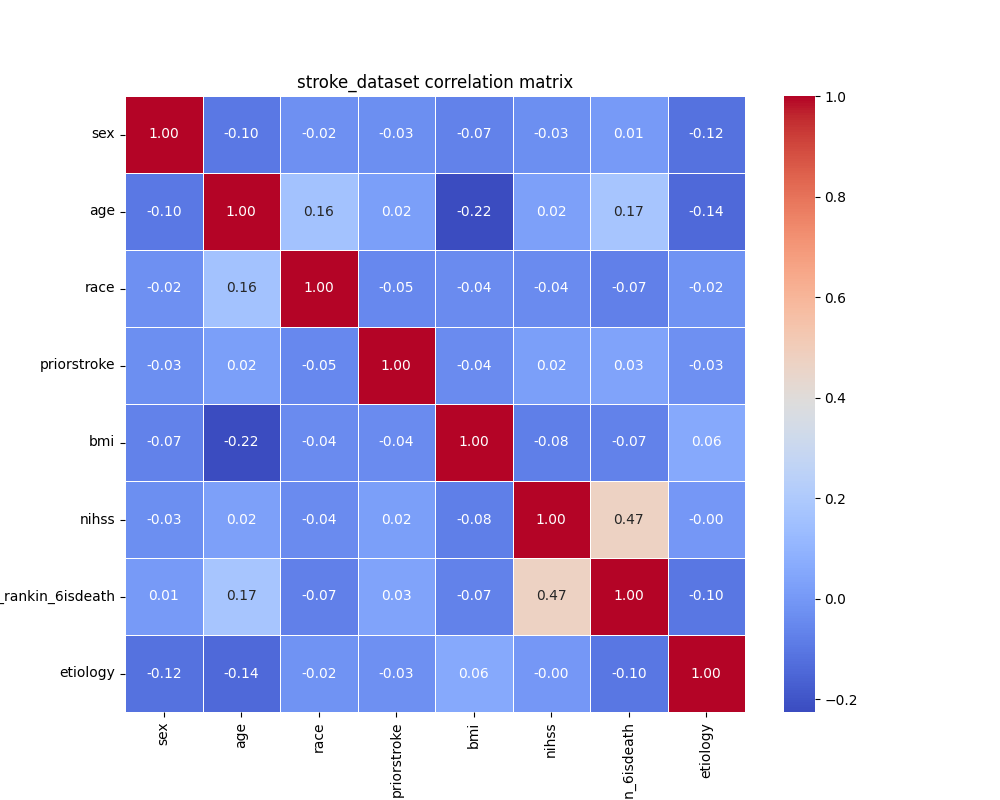 stroke_dataset correlation matrix
sex 1.00 -0.10 -0.02 -0.03 -0.07 -0.03 0.01 -0.12
age -0.10 1.00 0.16 0.02 -0.22 0.02 0.17 -0.14
race -0.02 0.16 1.00 -0.05 -0.04 -0.04 -0.07 -0.02
priorstroke -0.03 0.02 -0.05 1.00 -0.04 0.02 0.03 -0.03
bmi -0.07 -0.22 -0.04 -0.04 1.00 -0.08 -0.07 0.06
nihss -0.03 0.02 -0.04 0.02 -0.08 1.00 0.47 -0.00
_rankin_6isdeath 0.01 0.17 -0.07 0.03 -0.07 0.47 1.00 -0.10
etiology -0.12 -0.14 -0.02 -0.03 0.06 -0.00 -0.10 1.00
sex
age
race
priorstroke
bmi
nihss
n_6isdeath
etiology
1.0
0.8
0.6
0.4
0.2
0.0
−0.2